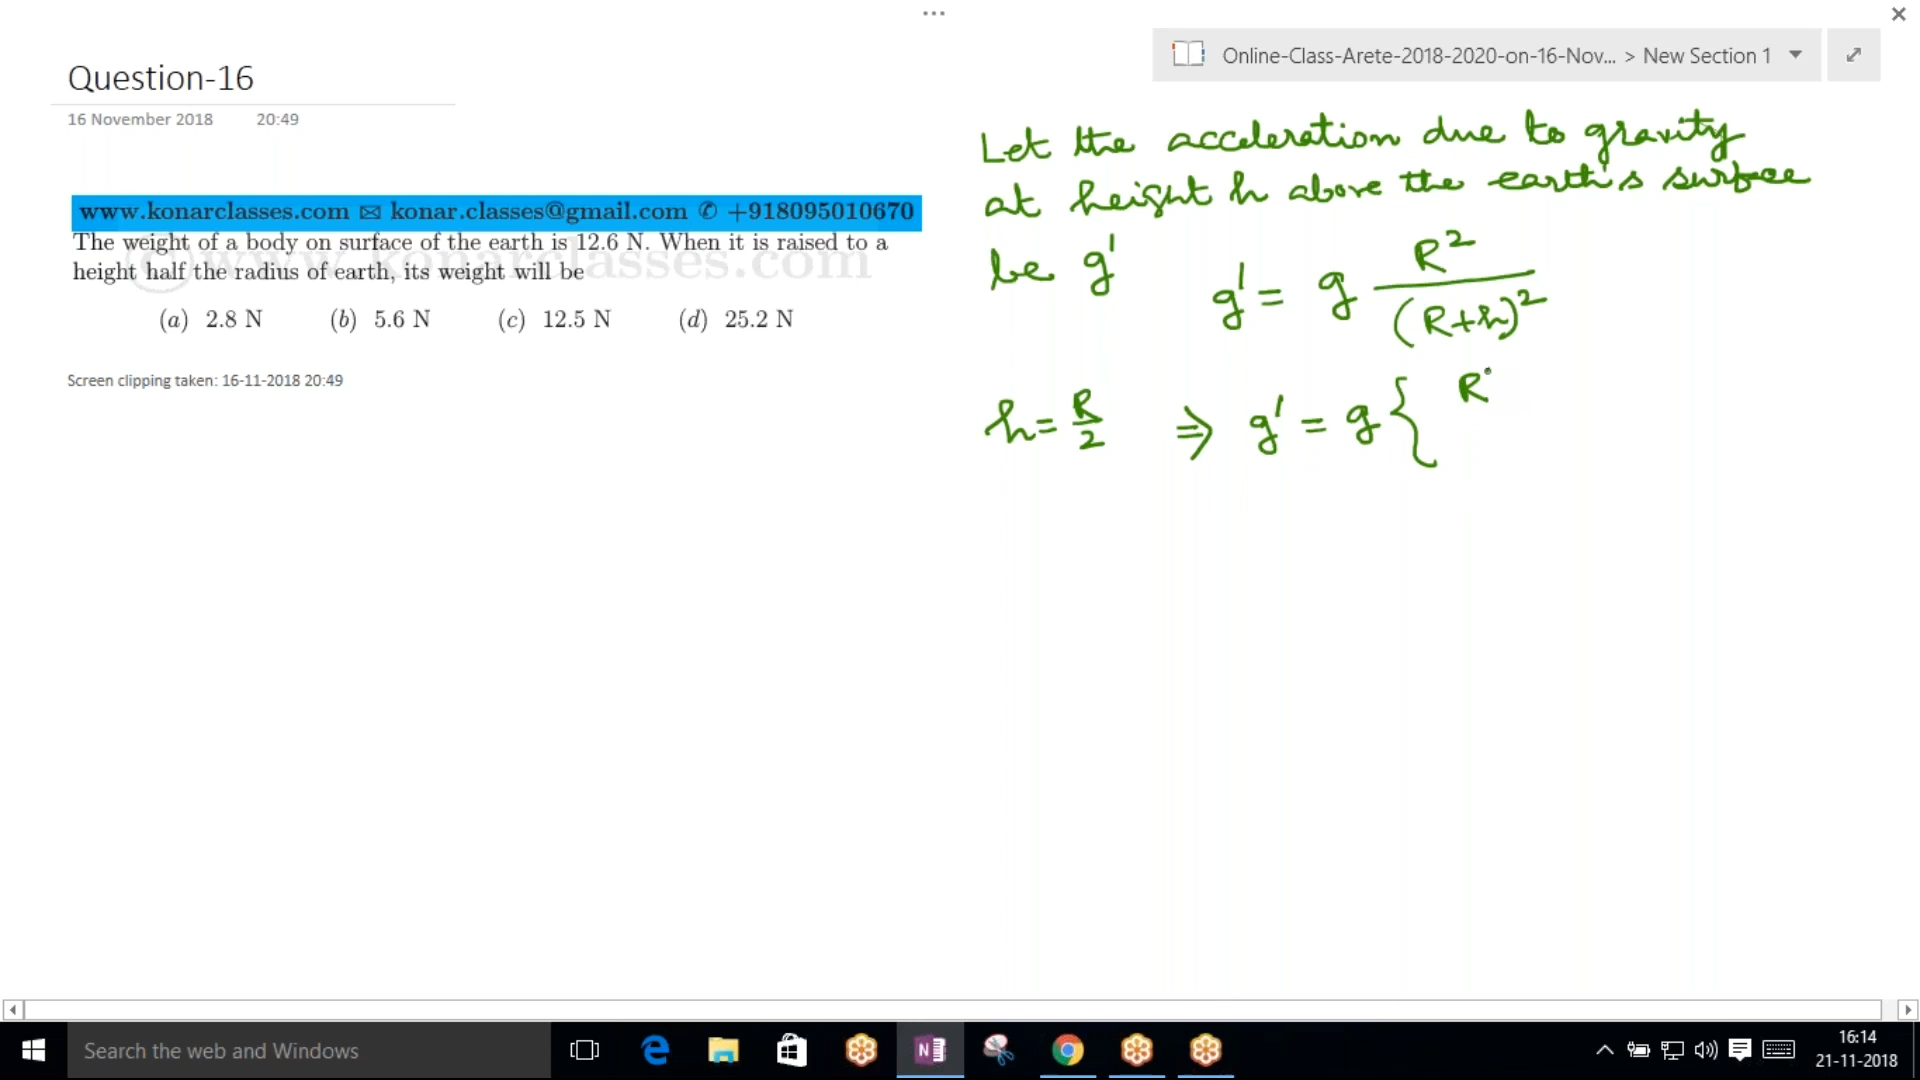 Online-Class-Arete-2018-2020-on-16-Nov... > New Section 1
Question-16
16 November 2018 20:49
www.konarclasses.com ✉ konar.classes@gmail.com ✆ +918095010670
The weight of a body on surface of the earth is 12.6 N. When it is raised to a
height half the radius of earth, its weight will be
(a) 2.8 N (b) 5.6 N (c) 12.5 N (d) 25.2 N
© www.konarclasses.com
Screen clipping taken: 16-11-2018 20:49
Let the acceleration due to gravity
at height h above the earth's surface
be g'
g' = g R²/(R+h)²
h = R/2 ⇒ g' = g { R
Search the web and Windows
16:14
21-11-2018